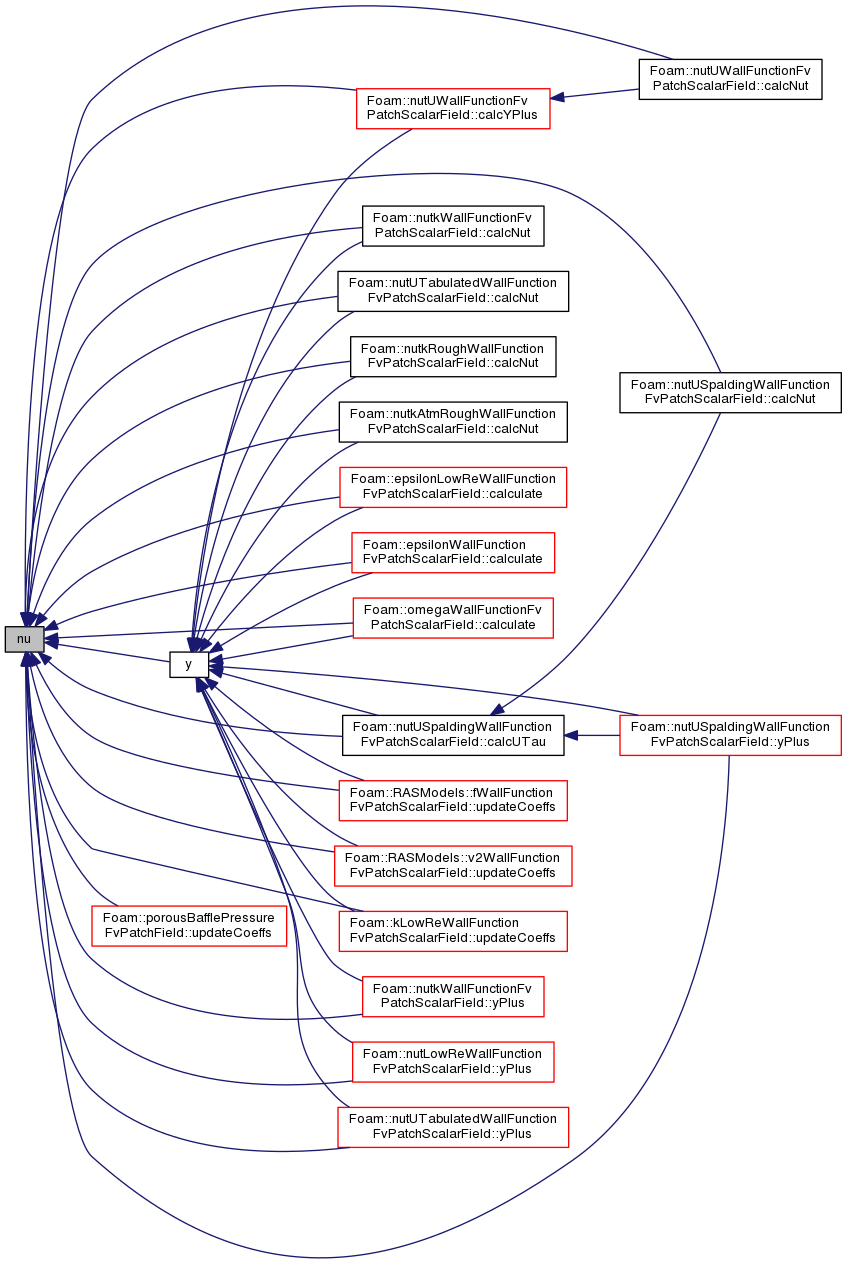 Foam::nutUWallFunctionFv
PatchScalarField::calcNut
Foam::nutUWallFunctionFv
PatchScalarField::calcYPlus
Foam::nutkWallFunctionFv
PatchScalarField::calcNut
Foam::nutUTabulatedWallFunction
FvPatchScalarField::calcNut
Foam::nutkRoughWallFunction
FvPatchScalarField::calcNut
Foam::nutUSpaldingWallFunction
FvPatchScalarField::calcNut
Foam::nutkAtmRoughWallFunction
FvPatchScalarField::calcNut
Foam::epsilonLowReWallFunction
FvPatchScalarField::calculate
Foam::epsilonWallFunction
FvPatchScalarField::calculate
Foam::omegaWallFunctionFv
PatchScalarField::calculate
nu
y
Foam::nutUSpaldingWallFunction
FvPatchScalarField::calcUTau
Foam::nutUSpaldingWallFunction
FvPatchScalarField::yPlus
Foam::RASModels::fWallFunction
FvPatchScalarField::updateCoeffs
Foam::RASModels::v2WallFunction
FvPatchScalarField::updateCoeffs
Foam::porousBafflePressure
FvPatchField::updateCoeffs
Foam::kLowReWallFunction
FvPatchScalarField::updateCoeffs
Foam::nutkWallFunctionFv
PatchScalarField::yPlus
Foam::nutLowReWallFunction
FvPatchScalarField::yPlus
Foam::nutUTabulatedWallFunction
FvPatchScalarField::yPlus